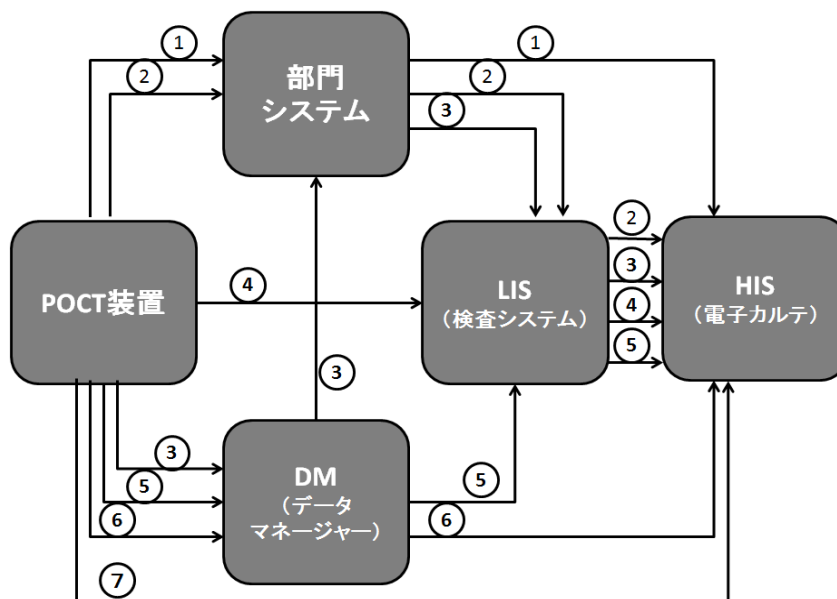 ①
①
②
②
部門
システム
③
②
POCT装置
④
LIS
（検査システム）
③
HIS
（電子カルテ）
④
⑤
③
③
DM
（データ
マネージャー）
⑤
⑤
⑥
⑥
⑦